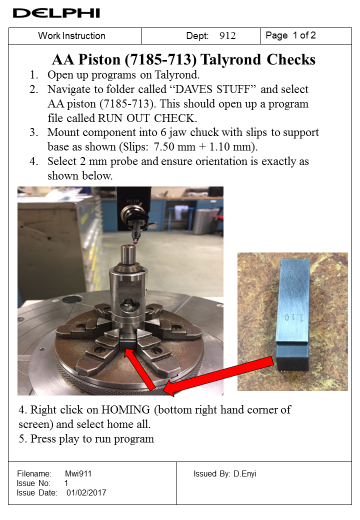 DELPHI
Work Instruction Dept: 912 Page 1 of 2
AA Piston (7185-713) Talyrond Checks
1. Open up programs on Talyrond.
2. Navigate to folder called “DAVES STUFF” and select
AA piston (7185-713). This should open up a program
file called RUN OUT CHECK.
3. Mount component into 6 jaw chuck with slips to support
base as shown (Slips: 7.50 mm + 1.10 mm).
4. Select 2 mm probe and ensure orientation is exactly as
shown below.
1.10
4. Right click on HOMING (bottom right hand corner of
screen) and select home all.
5. Press play to run program
Filename: Mwi911 Issued By: D.Enyi
Issue No: 1
Issue Date: 01/02/2017